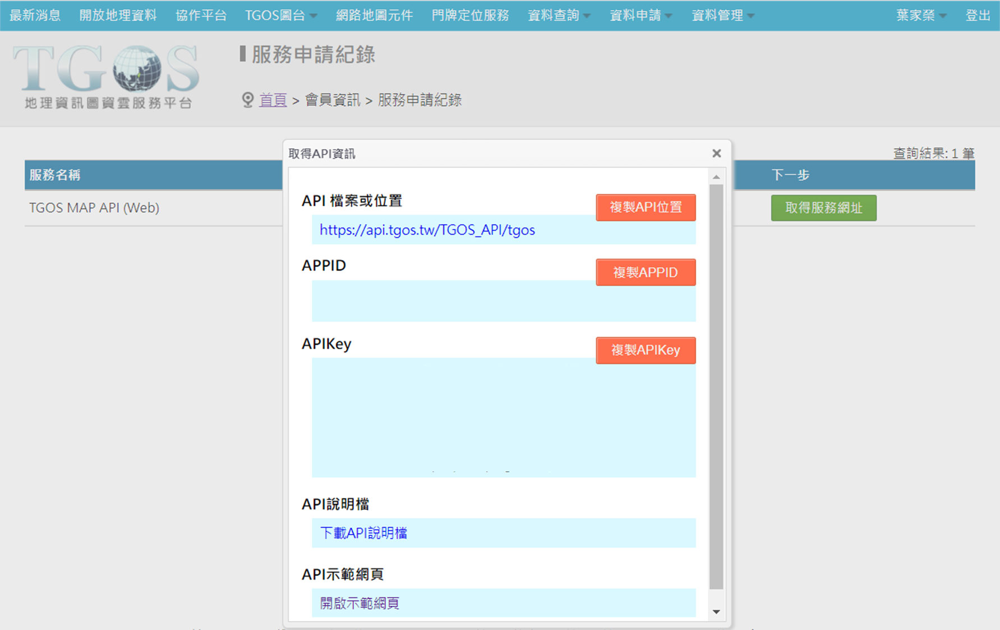 最新消息 開放地理資料 協作平台 TGOS圖台 網路地圖元件 門牌定位服務 資料查詢 資料申請 資料管理 葉家榮 登出
TGOS
地理資訊圖資雲服務平台
服務申請紀錄
首頁 > 會員資訊 > 服務申請紀錄
查詢結果: 1 筆
服務名稱 下一步
TGOS MAP API (Web) 取得服務網址
取得API資訊
API 檔案或位置 複製API位置
https://api.tgos.tw/TGOS_API/tgos
APPID 複製APPID
APIKey 複製APIKey
API說明檔
下載API說明檔
API示範網頁
開啟示範網頁